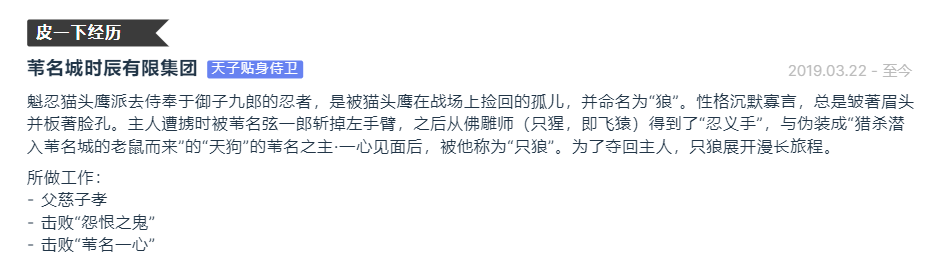 皮一下经历
苇名城时辰有限集团 天子贴身侍卫 2019.03.22 - 至今
魁忍猫头鹰派去侍奉于御子九郎的忍者，是被猫头鹰在战场上捡回的孤儿，并命名为“狼”。性格沉默寡言，总是皱著眉头
并板著脸孔。主人遭掳时被苇名弦一郎斩掉左手臂，之后从佛雕师（只猩，即飞猿）得到了“忍义手”，与伪装成“猎杀潜
入苇名城的老鼠而来”的“天狗”的苇名之主·一心见面后，被他称为“只狼”。为了夺回主人，只狼展开漫长旅程。
所做工作：
- 父慈子孝
- 击败“怨恨之鬼”
- 击败“苇名一心”